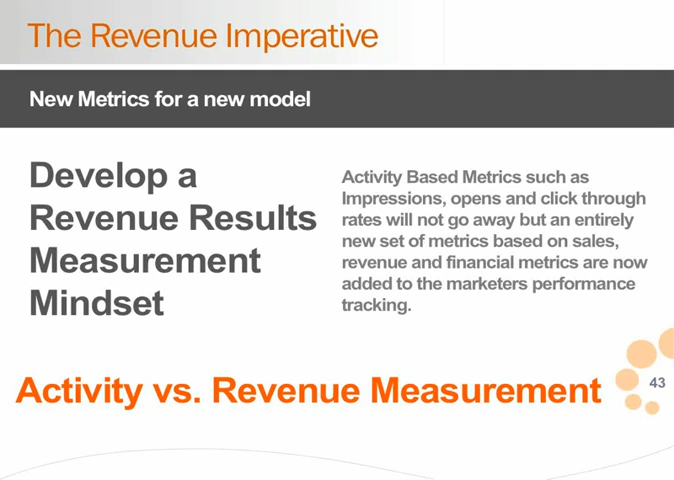 The Revenue Imperative
New Metrics for a new model
Develop a
Revenue Results
Measurement
Mindset
Activity Based Metrics such as
Impressions, opens and click through
rates will not go away but an entirely
new set of metrics based on sales,
revenue and financial metrics are now
added to the marketers performance
tracking.
Activity vs. Revenue Measurement
43